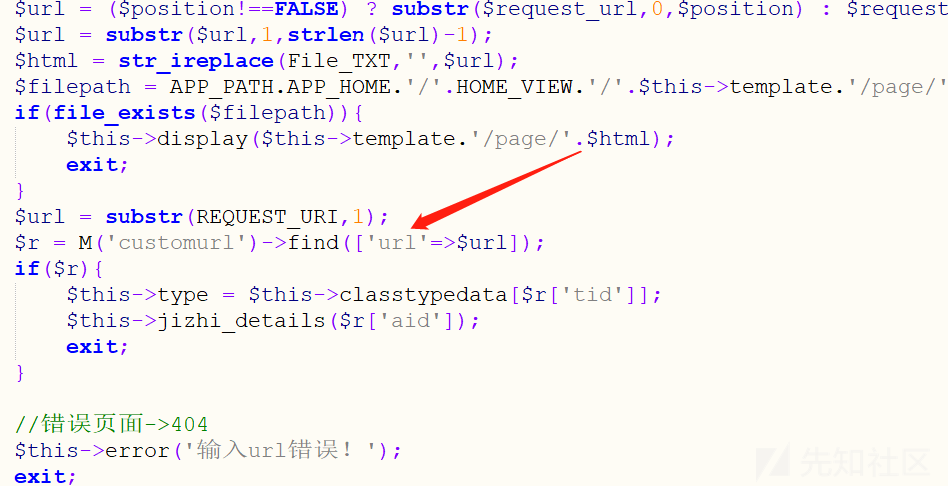 $url = ($position!==FALSE) ? substr($request_url,0,$position) : $request
$url = substr($url,1,strlen($url)-1);
$html = str_ireplace(File_TXT,'',$url);
$filepath = APP_PATH.APP_HOME.'/'.HOME_VIEW.'/'.$this->template.'/page/'
if(file_exists($filepath)){
    $this->display($this->template.'/page/'.$html);
    exit;
}
$url = substr(REQUEST_URI,1);
$r = M('customurl')->find(['url'=>$url]);
if($r){
    $this->type = $this->classtypedata[$r['tid']];
    $this->jizhi_details($r['aid']);
    exit;
}
//错误页面->404
$this->error('输入url错误！');
exit;
先知社区